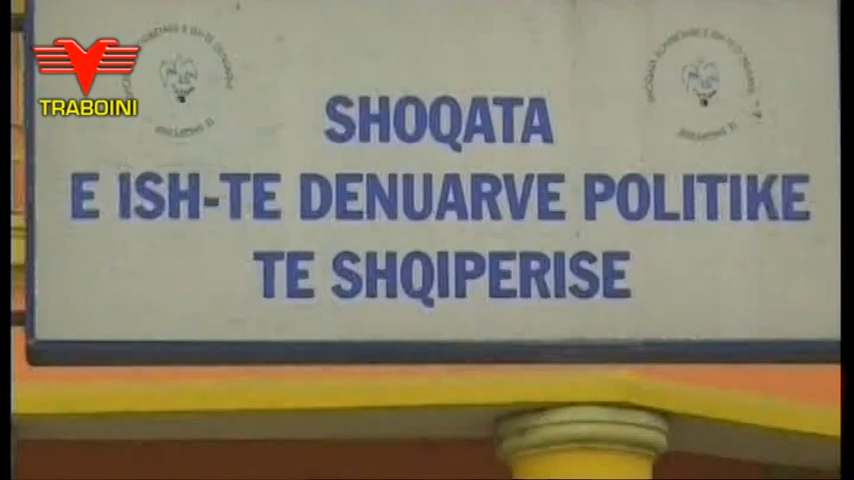 TRABOINI
SHOQATA
E ISH-TE DENUARVE POLITIKE
TE SHQIPERISE